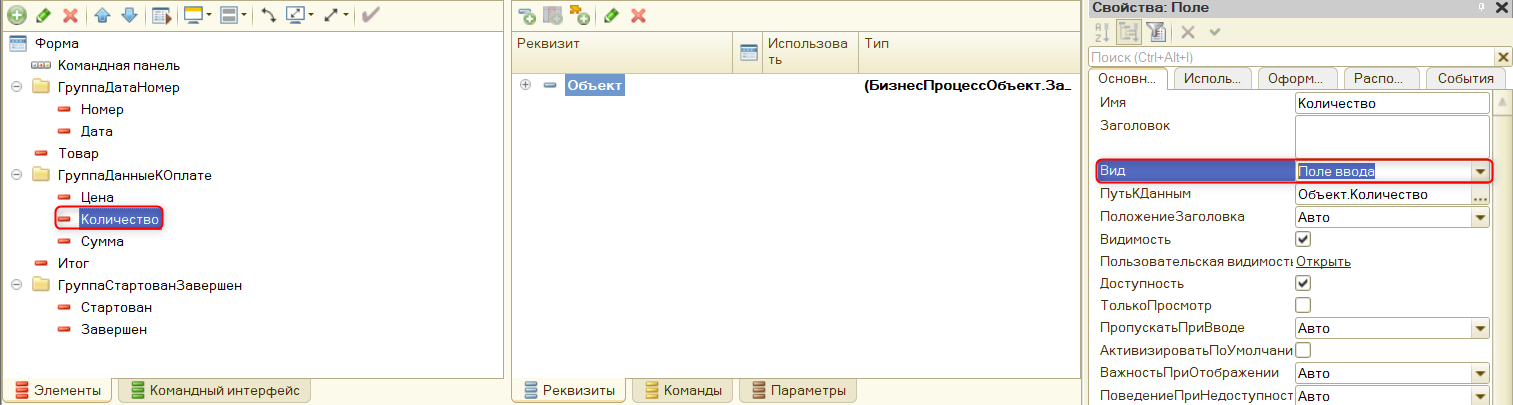 Форма
Командная панель
ГруппаДатаНомер
Номер
Дата
Товар
ГруппаДанныеКОплате
Цена
Количество
Сумма
Итог
ГруппаСтартованЗавершен
Стартован
Завершен
Элементы
Командный интерфейс
Реквизит
Использова
ть
Тип
Объект
(БизнесПроцессОбъект.За...
Реквизиты
Команды
Параметры
Свойства: Поле
Поиск (Ctrl+Alt+I)
Основн...
Исполь...
Оформ...
Распо...
События
Имя
Количество
Заголовок
Вид
Поле ввода
ПутьКДанным
Объект.Количество
...
ПоложениеЗаголовка
Авто
Видимость
Пользовательская видимость
Открыть
Доступность
ТолькоПросмотр
ПропускатьПриВводе
Авто
АктивизироватьПоУмолчани
ВажностьПриОтображении
Авто
ПоведениеПриНедоступност
Авто